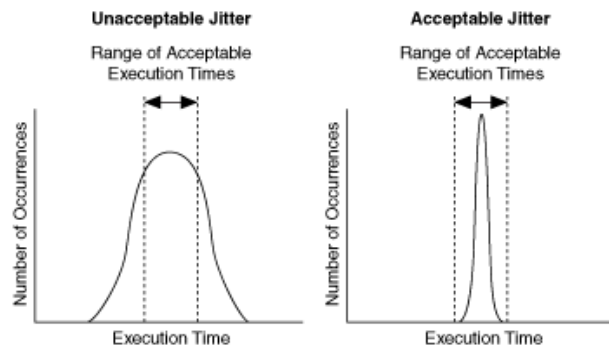 Unacceptable Jitter
Range of Acceptable
Execution Times
Number of Occurrences
Execution Time
Acceptable Jitter
Range of Acceptable
Execution Times
Number of Occurrences
Execution Time